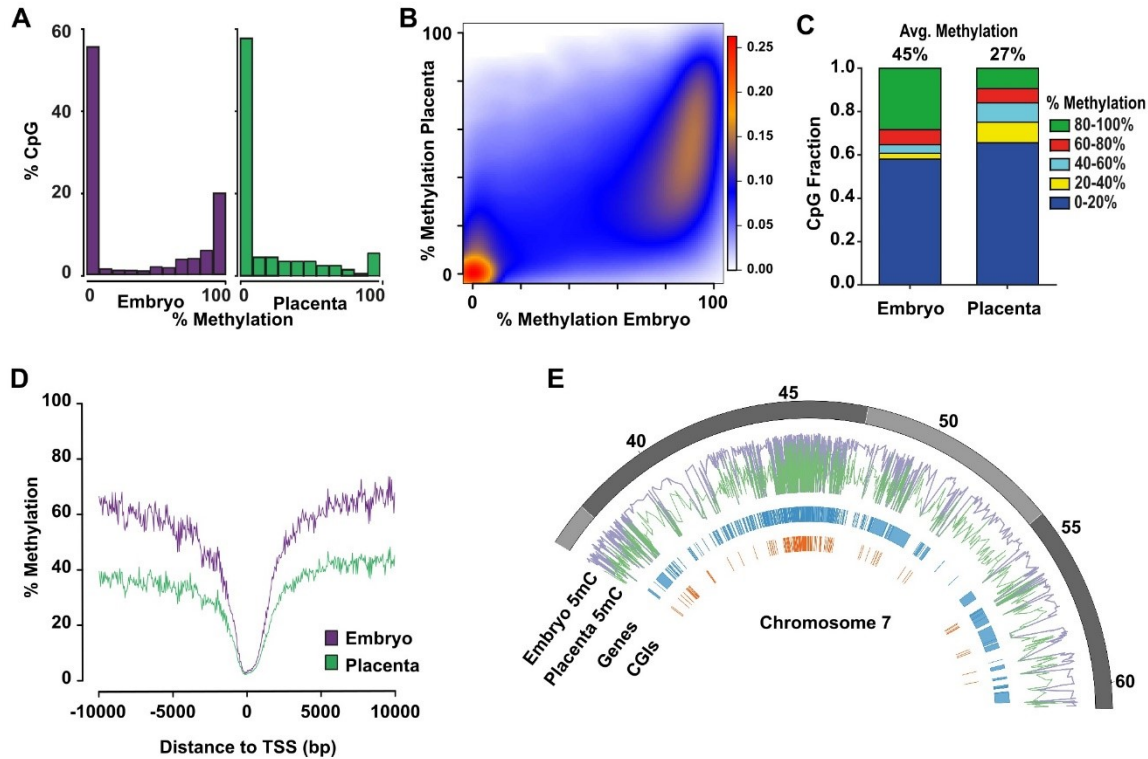 A
60
40
20
0
% CpG
0
100
0
100
Embryo
Placenta
% Methylation
B
100
0
% Methylation Placenta
0
100
% Methylation Embryo
0.25
0.20
0.15
0.10
0.05
0.00
C
Avg. Methylation
45%
27%
1.0
0.8
0.6
0.4
0.2
0.0
CpG Fraction
Embryo
Placenta
% Methylation
80-100%
60-80%
40-60%
20-40%
0-20%
D
100
80
60
40
20
0
% Methylation
Embryo
Placenta
-10000
-5000
0
5000
10000
Distance to TSS (bp)
E
40
45
50
55
60
Embryo 5mC
Placenta 5mC
Genes
CGIs
Chromosome 7